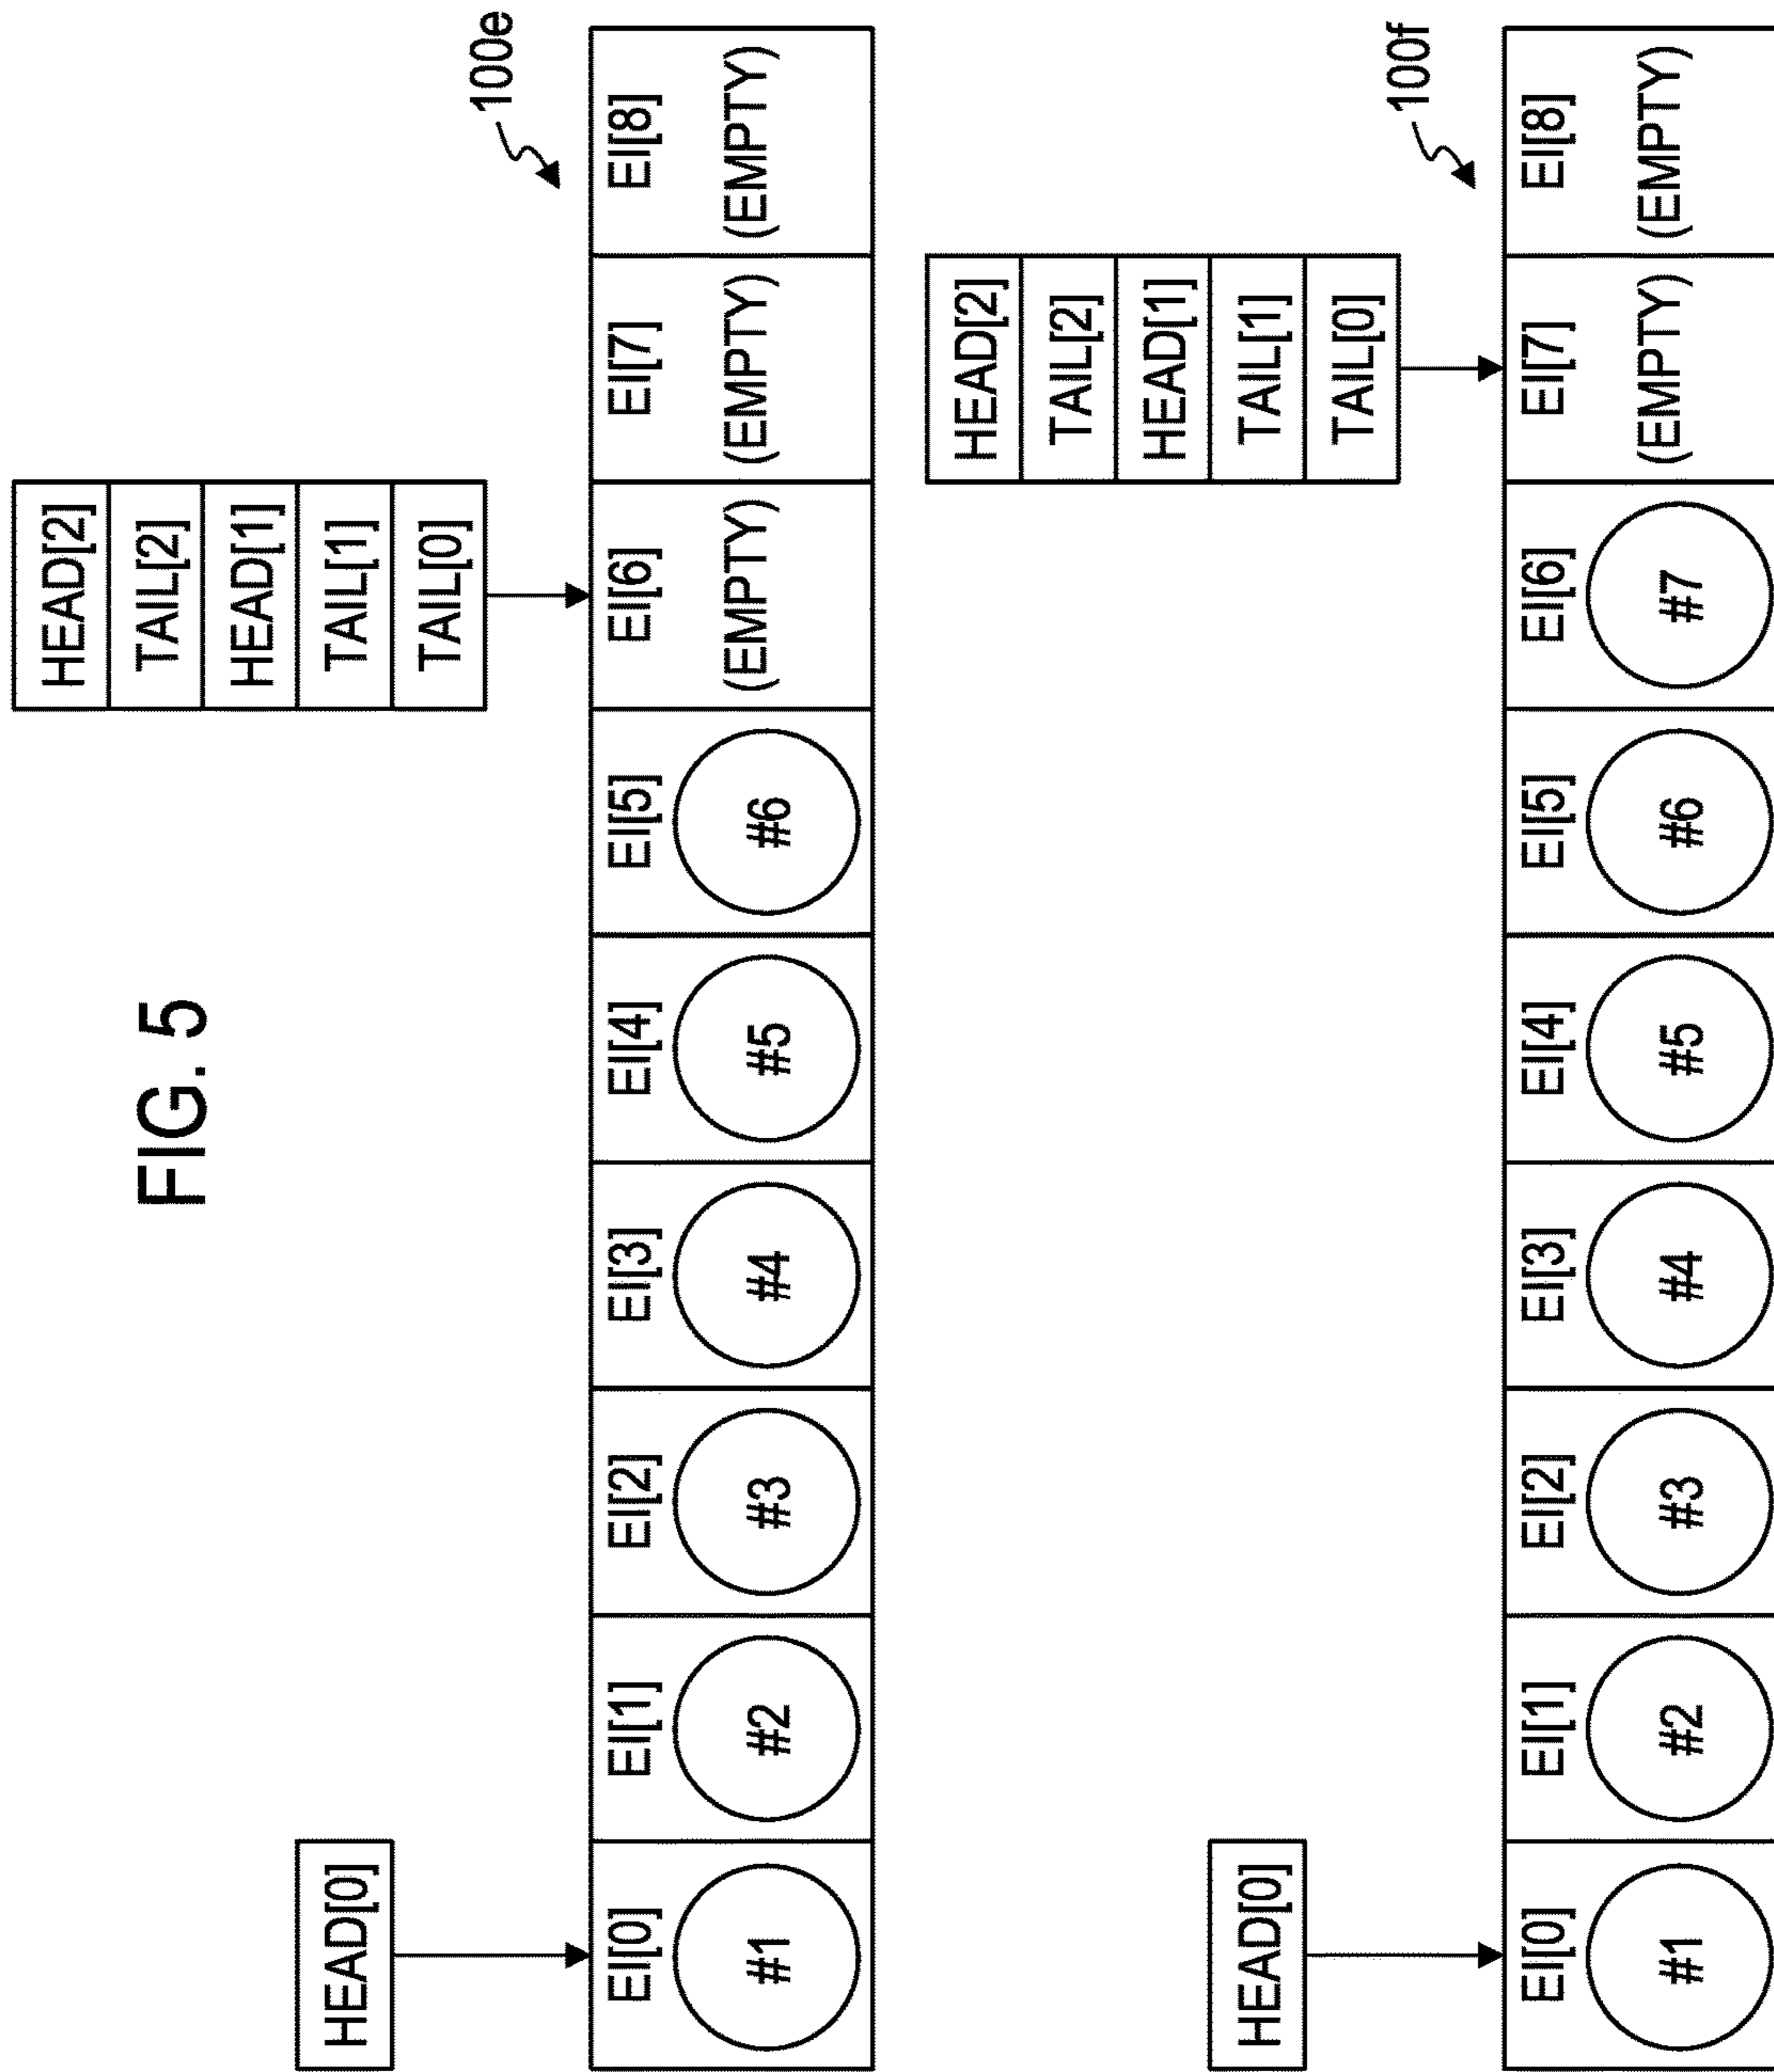 FIG. 5
HEAD[2]
TAIL[2]
HEAD[1]
TAIL[1]
HEAD[0]
TAIL[0]
100e
EI[0] EI[1] EI[2] EI[3] EI[4] EI[5] EI[6] EI[7] EI[8]
#1 #2 #3 #4 #5 #6 (EMPTY) (EMPTY) (EMPTY)
HEAD[2]
TAIL[2]
HEAD[1]
TAIL[1]
HEAD[0]
TAIL[0]
100f
EI[0] EI[1] EI[2] EI[3] EI[4] EI[5] EI[6] EI[7] EI[8]
#1 #2 #3 #4 #5 #6 #7 (EMPTY) (EMPTY)